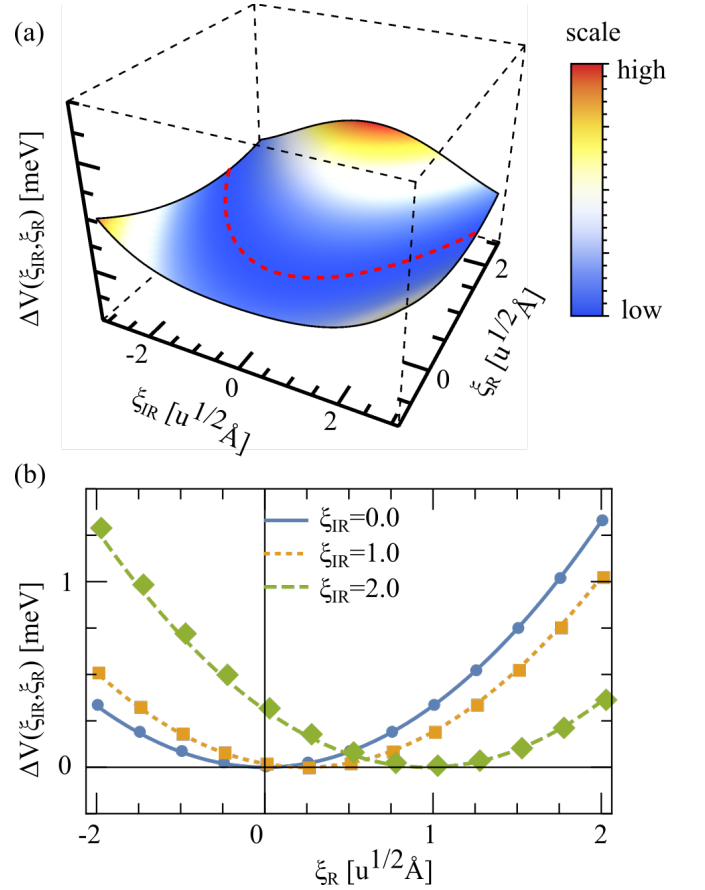 (a)
scale
high
low
ΔV(ξIR,ξR) [meV]
-2
0
2
ξIR [u1/2Å]
0
2
ξR [u1/2Å]
(b)
ξIR=0.0
ξIR=1.0
ξIR=2.0
ΔV(ξIR,ξR) [meV]
1
0
-2
0
1
2
ξR [u1/2Å]